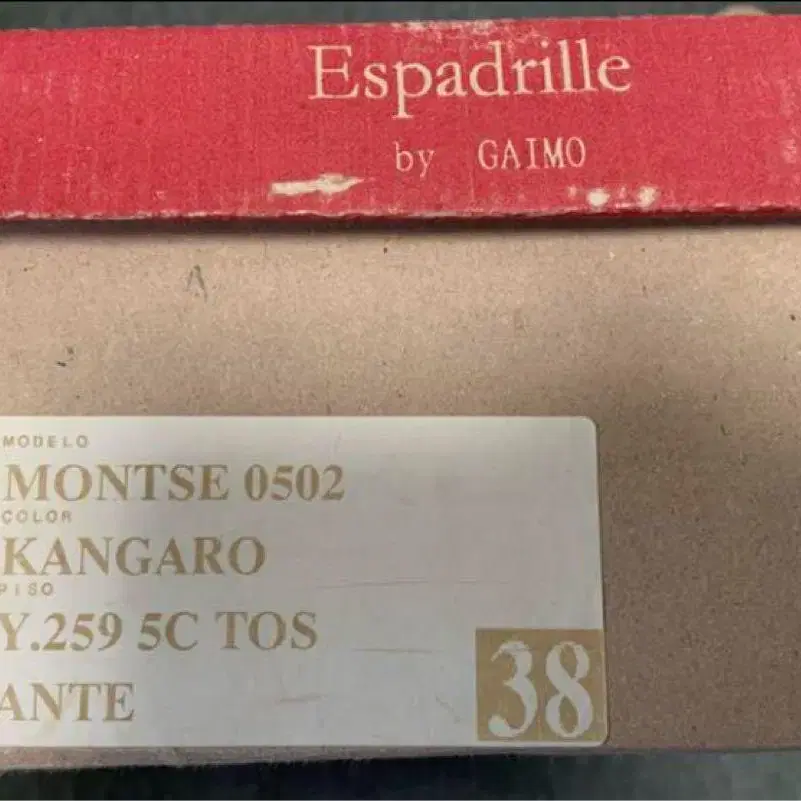 Espadrille
by GAIMO
MODELO
MONTSE 0502
COLOR
KANGARO
PISO
Y.259 5C TOS
ANTE
38